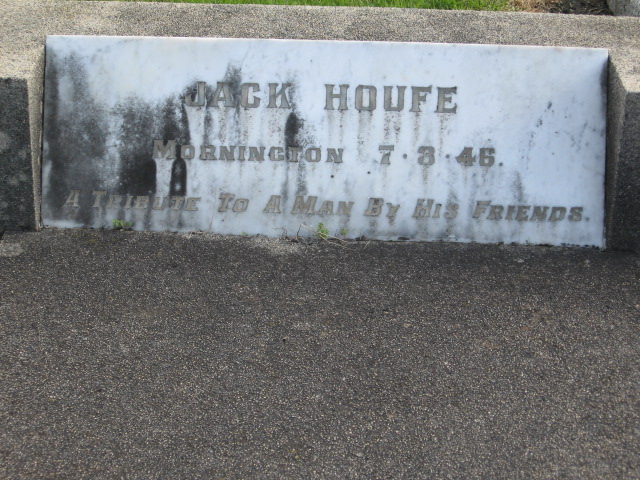 JACK HOUFE
MORNINGTON 7·3·46.
A TRIBUTE TO A MAN BY HIS FRIENDS.